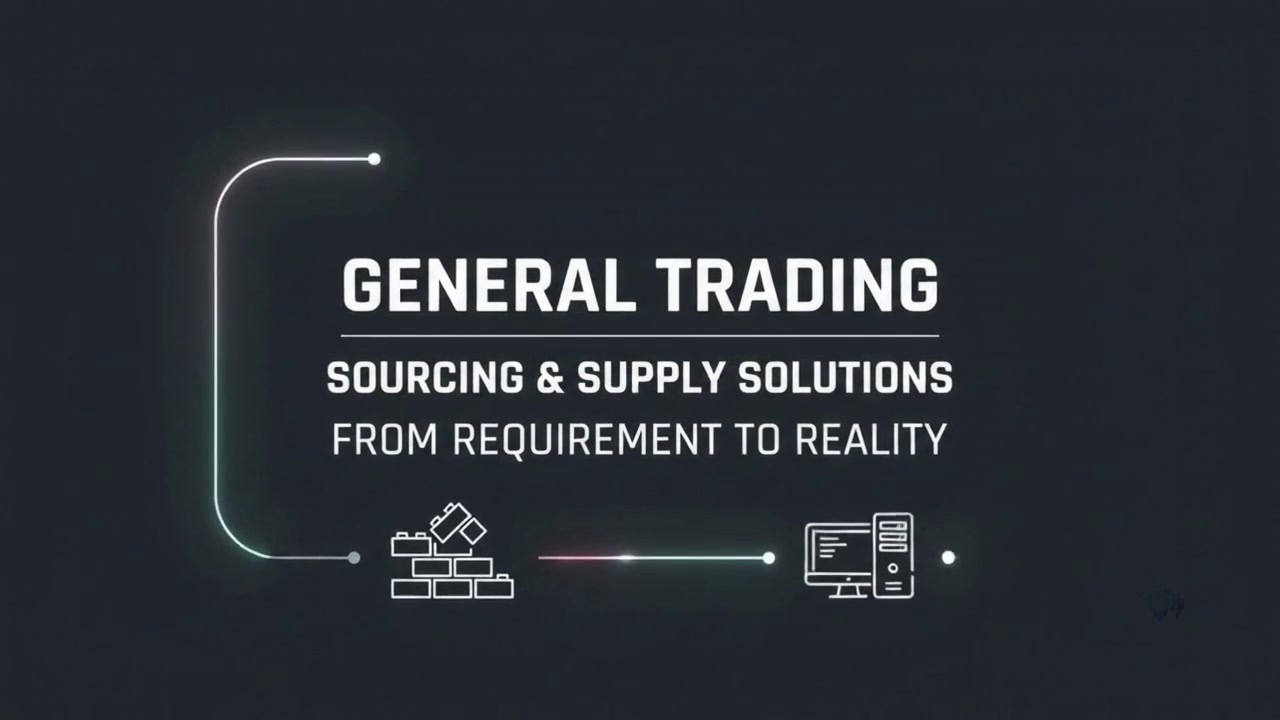 GENERAL TRADING
SOURCING & SUPPLY SOLUTIONS
FROM REQUIREMENT TO REALITY